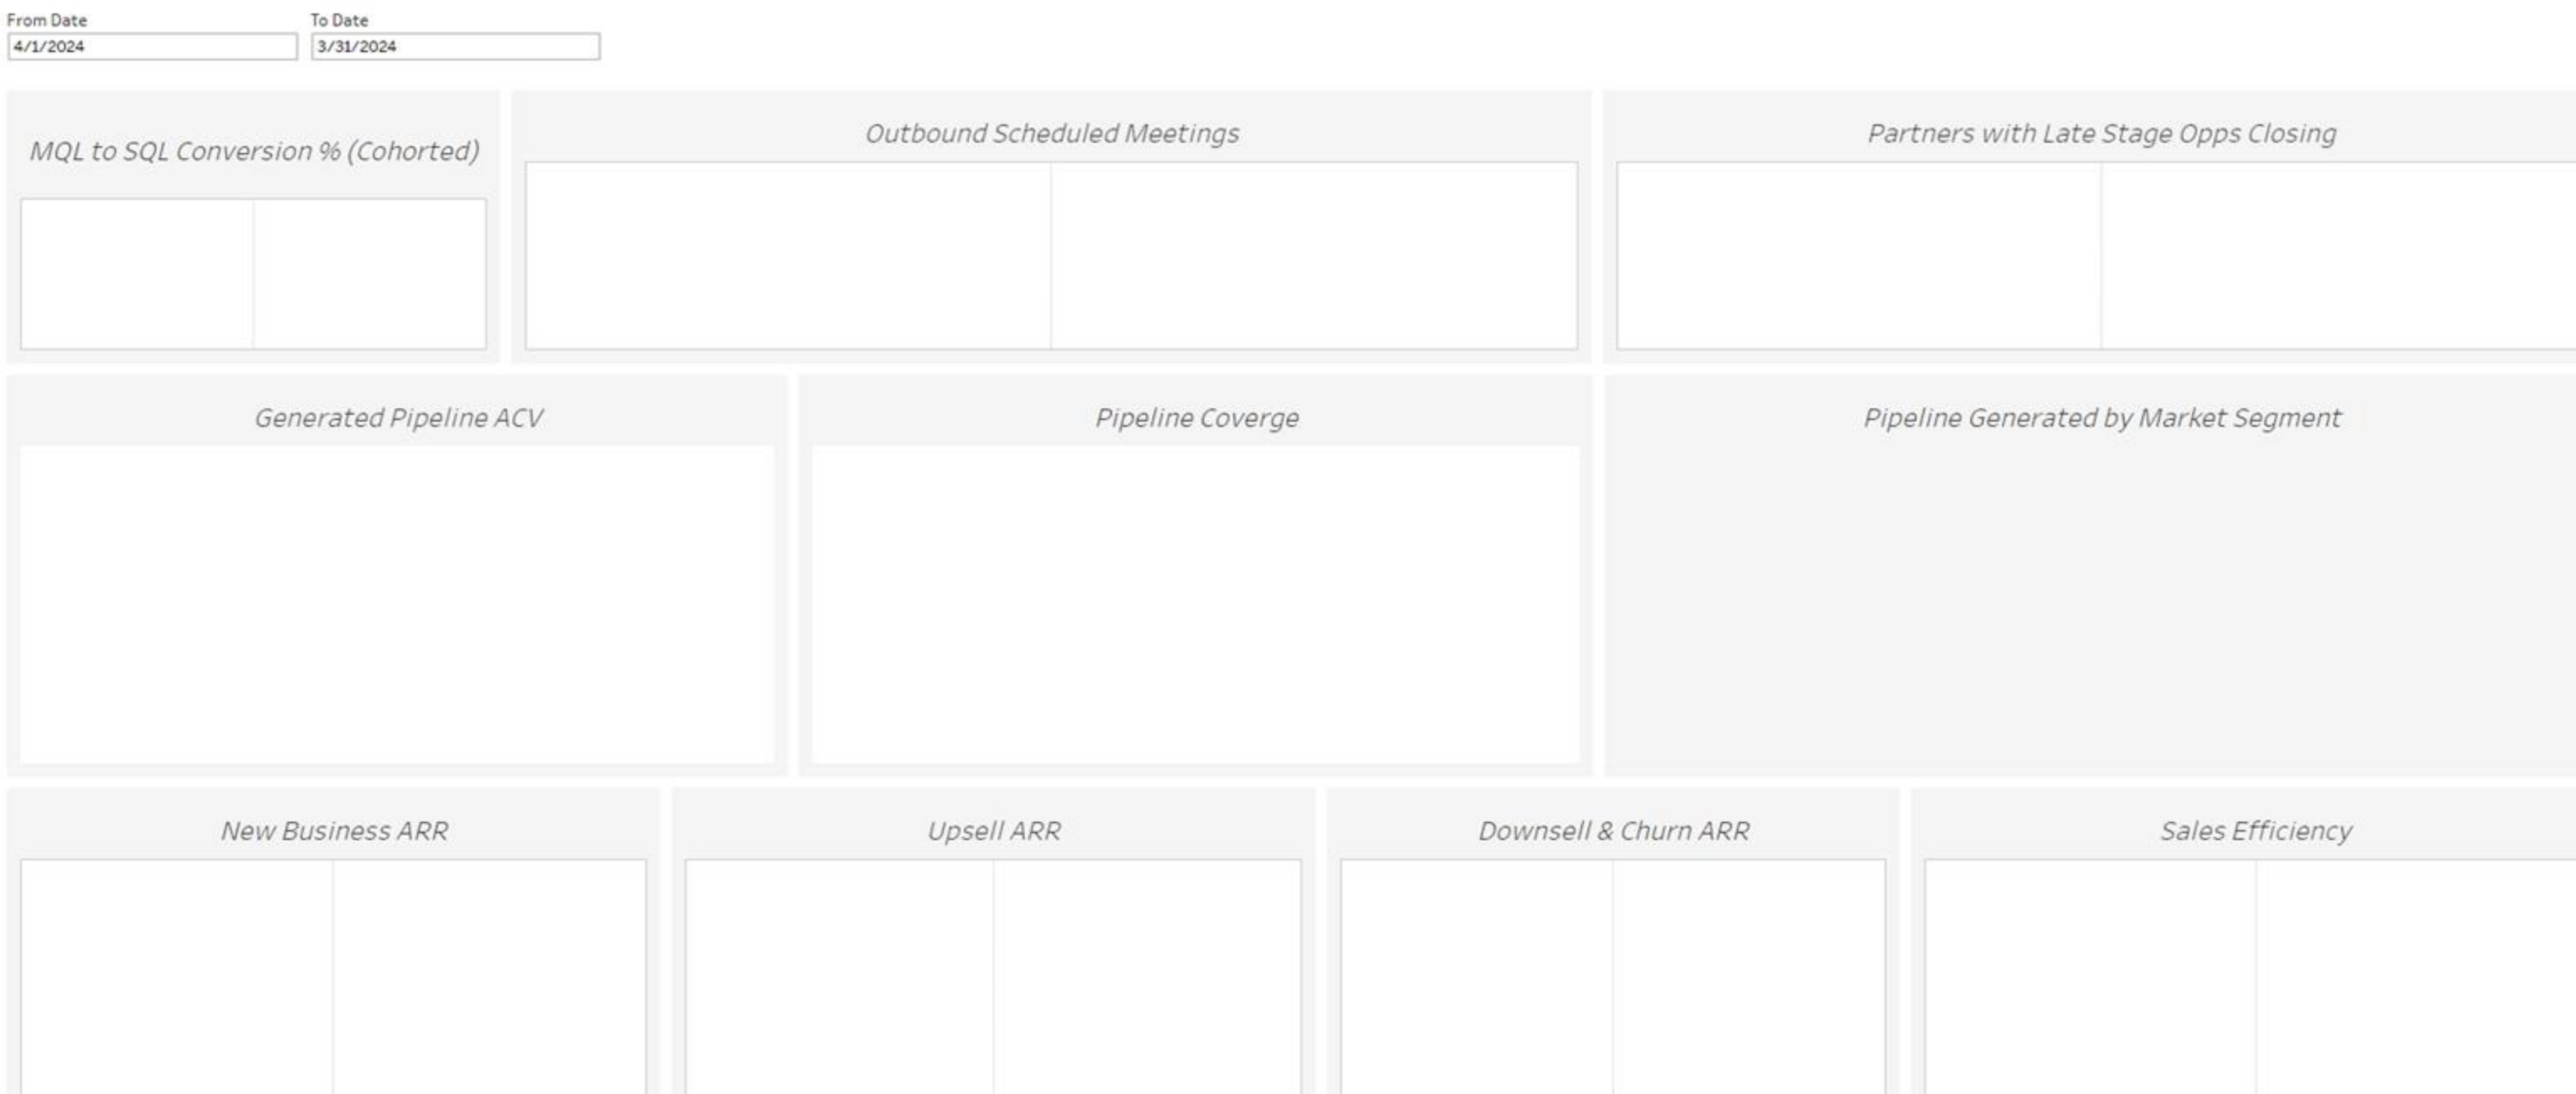 From Date
To Date
4/1/2024
3/31/2024
MQL to SQL Conversion % (Cohorted)
Outbound Scheduled Meetings
Partners with Late Stage Opps Closing
Generated Pipeline ACV
Pipeline Coverge
Pipeline Generated by Market Segment
New Business ARR
Upsell ARR
Downsell & Churn ARR
Sales Efficiency